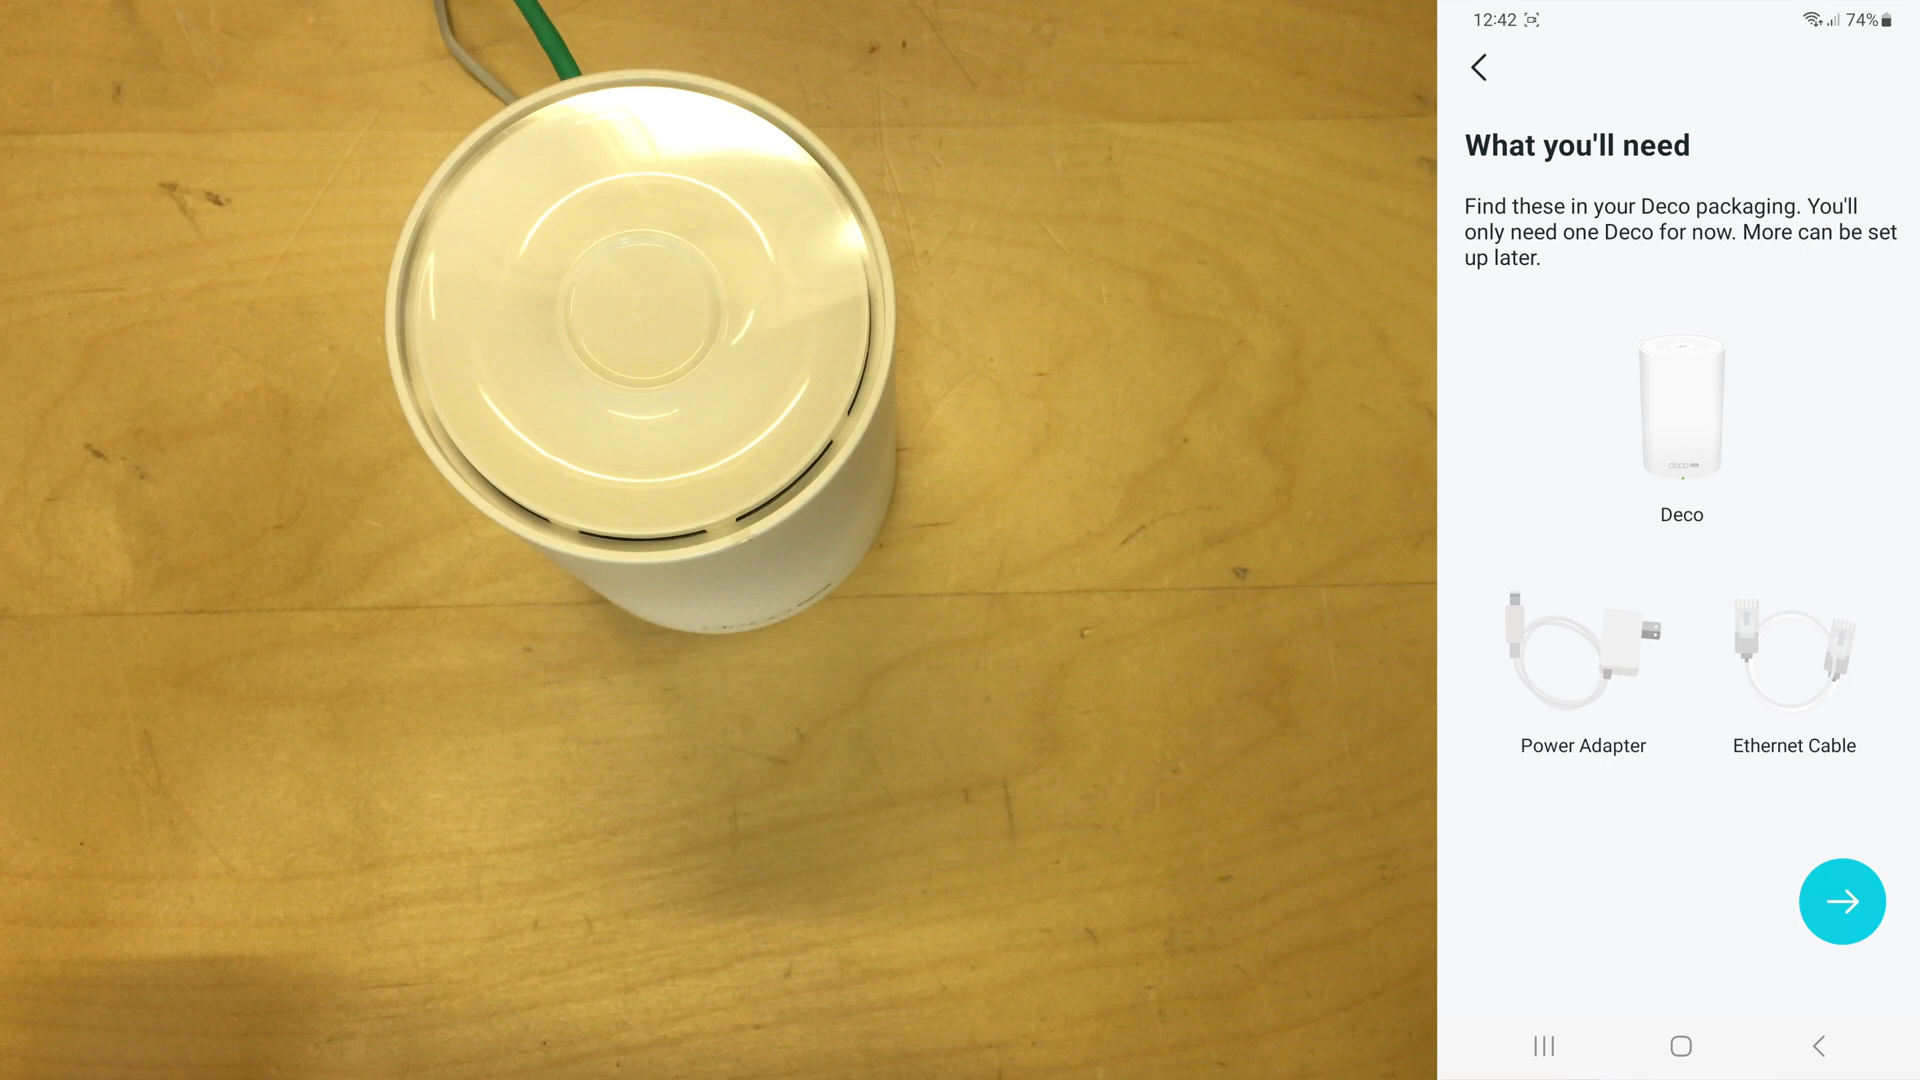 12:42
74%
What you'll need
Find these in your Deco packaging. You'll
only need one Deco for now. More can be set
up later.
deco
Deco
Power Adapter
Ethernet Cable